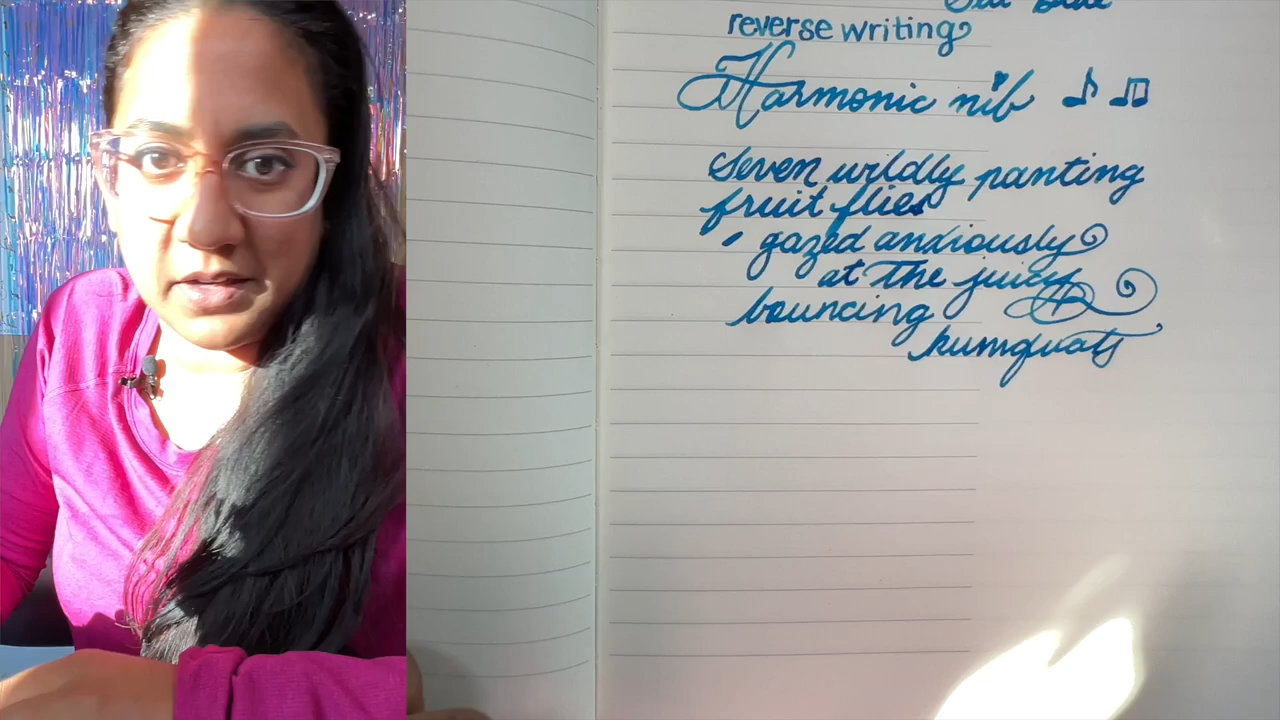 reverse writing
Harmonic nib
Seven wildly panting
fruit flies
gazed anxiously
at the juicy
bouncing
kumquats